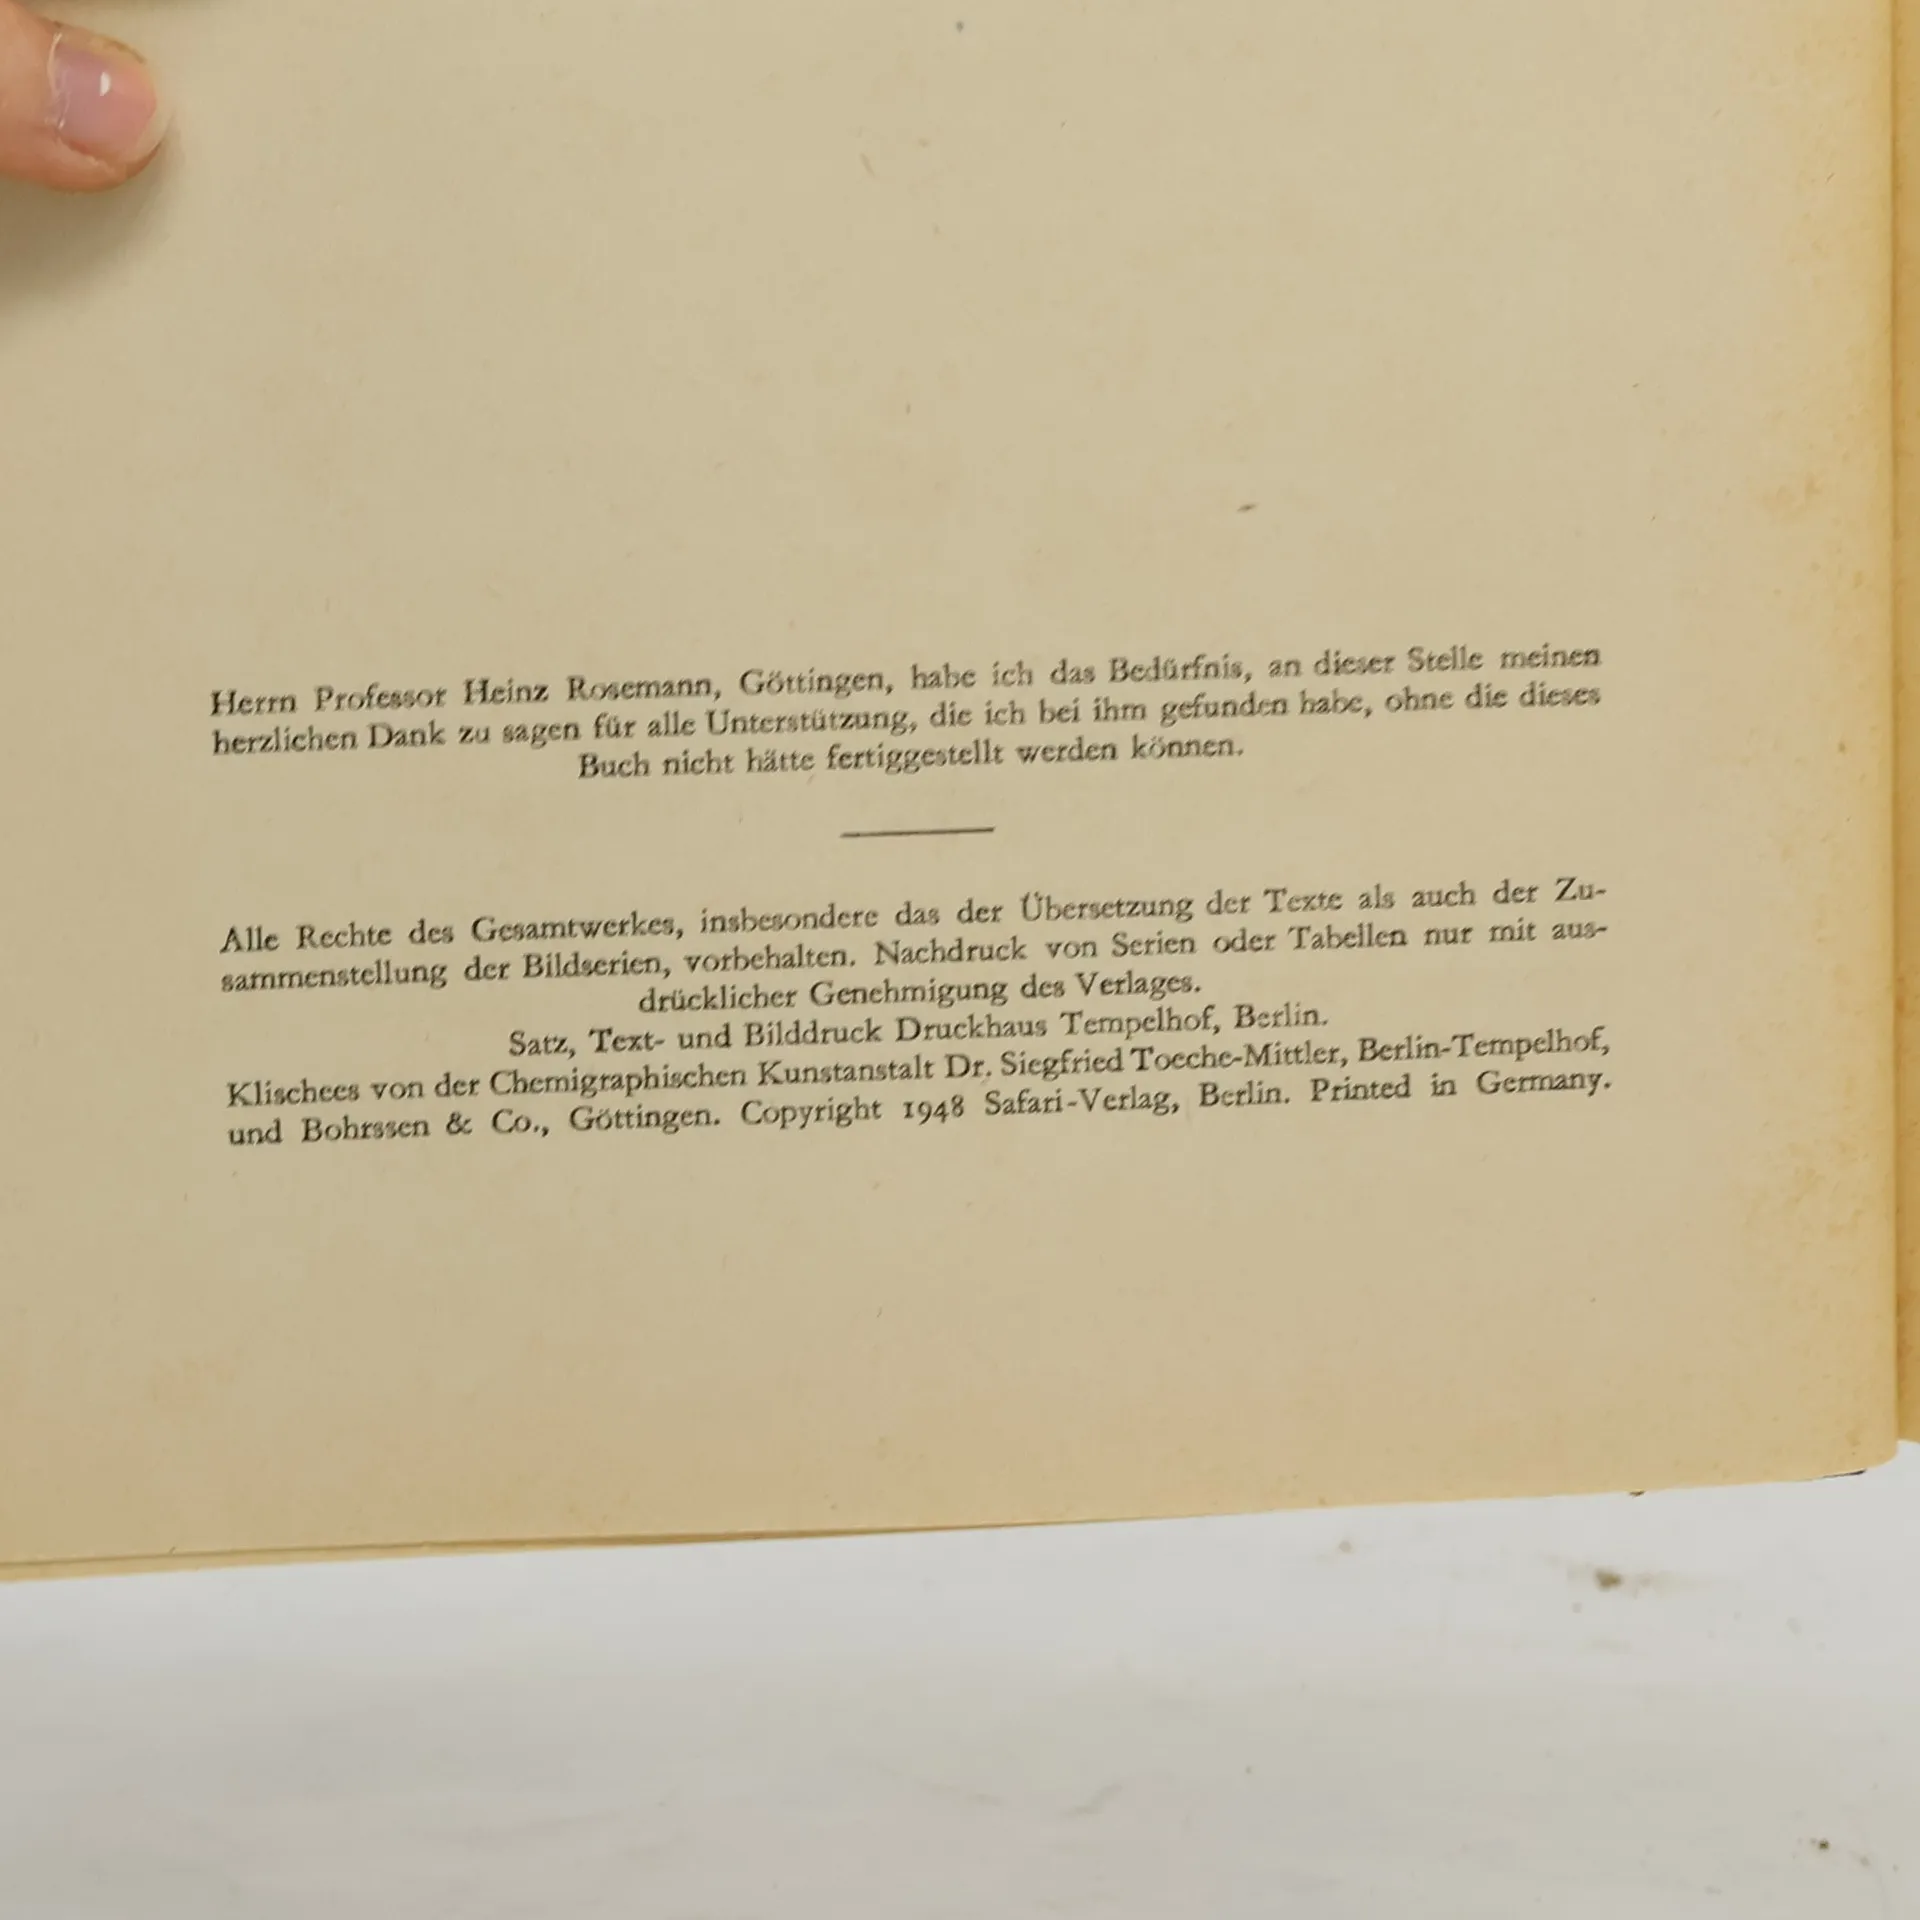 Herrn Professor Heinz Rosemann, Göttingen, habe ich das Bedürfnis, an dieser Stelle meinen
herzlichen Dank zu sagen für alle Unterstützung, die ich bei ihm gefunden habe, ohne die dieses
Buch nicht hätte fertiggestellt werden können.
Alle Rechte des Gesamtwerkes, insbesondere das der Übersetzung der Texte als auch der Zu-
sammenstellung der Bildserien, vorbehalten. Nachdruck von Serien oder Tabellen nur mit aus-
drücklicher Genehmigung des Verlages.
Satz, Text- und Bilddruck Druckhaus Tempelhof, Berlin.
Klischees von der Chemigraphischen Kunstanstalt Dr. Siegfried Toeche-Mittler, Berlin-Tempelhof,
und Bohrssen & Co., Göttingen. Copyright 1948 Safari-Verlag, Berlin. Printed in Germany.